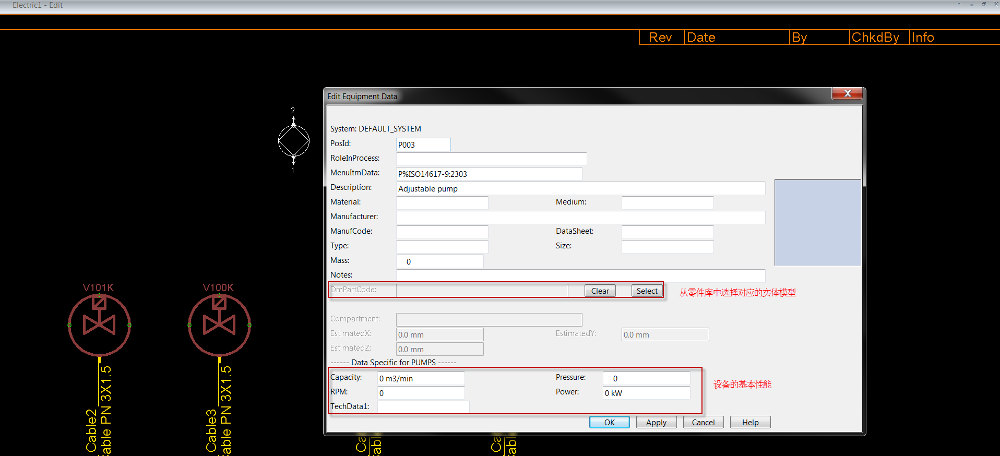 Electric1 - Edit
Rev Date By ChkdBy Info
Edit Equipment Data
2
1
System: DEFAULT_SYSTEM
PosId: P003
RoleInProcess:
MenuItmData: P%ISO14617-9:2303
Description: Adjustable pump
Material: Medium:
Manufacturer:
ManufCode: DataSheet:
Type: Size:
Mass: 0
Notes:
DmPartCode: Clear Select 从零件库中选择对应的实体模型
Compartment:
EstimatedX: 0.0 mm EstimatedY: 0.0 mm
EstimatedZ: 0.0 mm
------ Data Specific for PUMPS ------
Capacity: 0 m3/min Pressure: 0
设备的基本性能
RPM: 0 Power: 0 kW
TechData1:
OK Apply Cancel Help
V101K
V100K
Cable2
able PN 3X1.5
Cable3
able PN 3X1.5
Cab
abl
Cab
abl